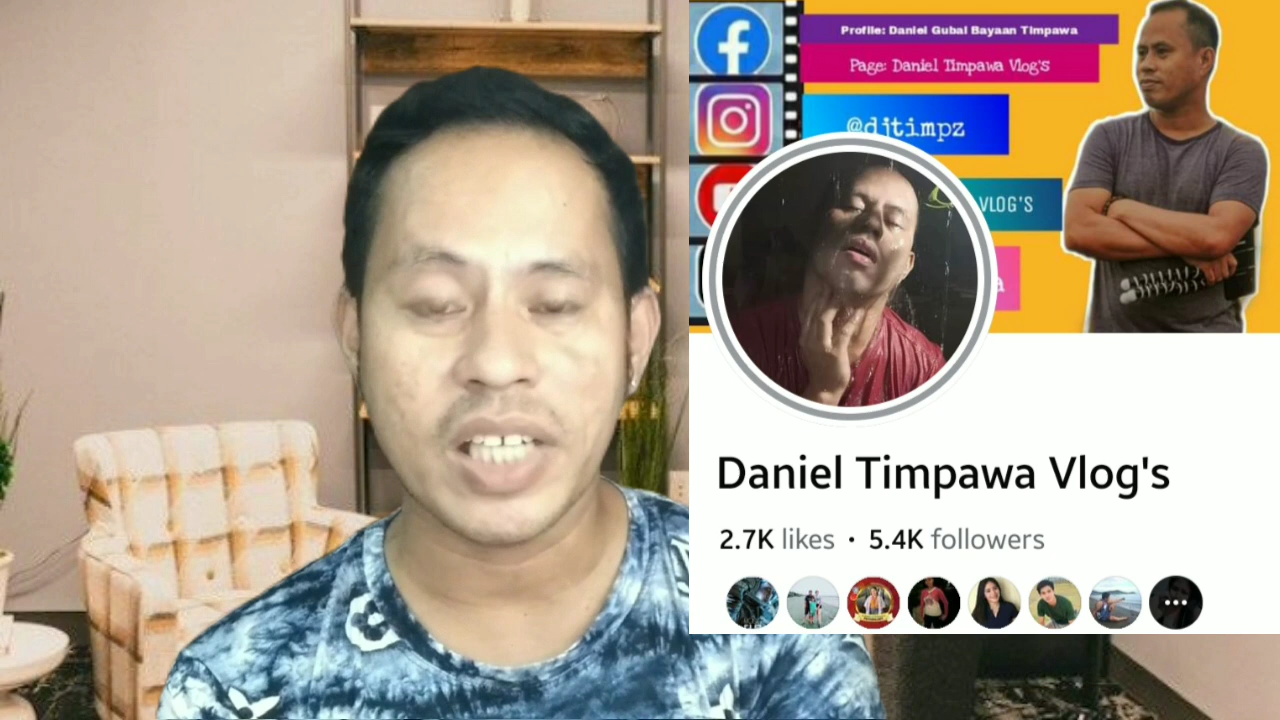 Profile: Daniel Gubal Bayaan Timpawa
Page: Daniel Timpawa Vlog's
@djtimpz
VLOG'S
a
Daniel Timpawa Vlog's
2.7K likes · 5.4K followers